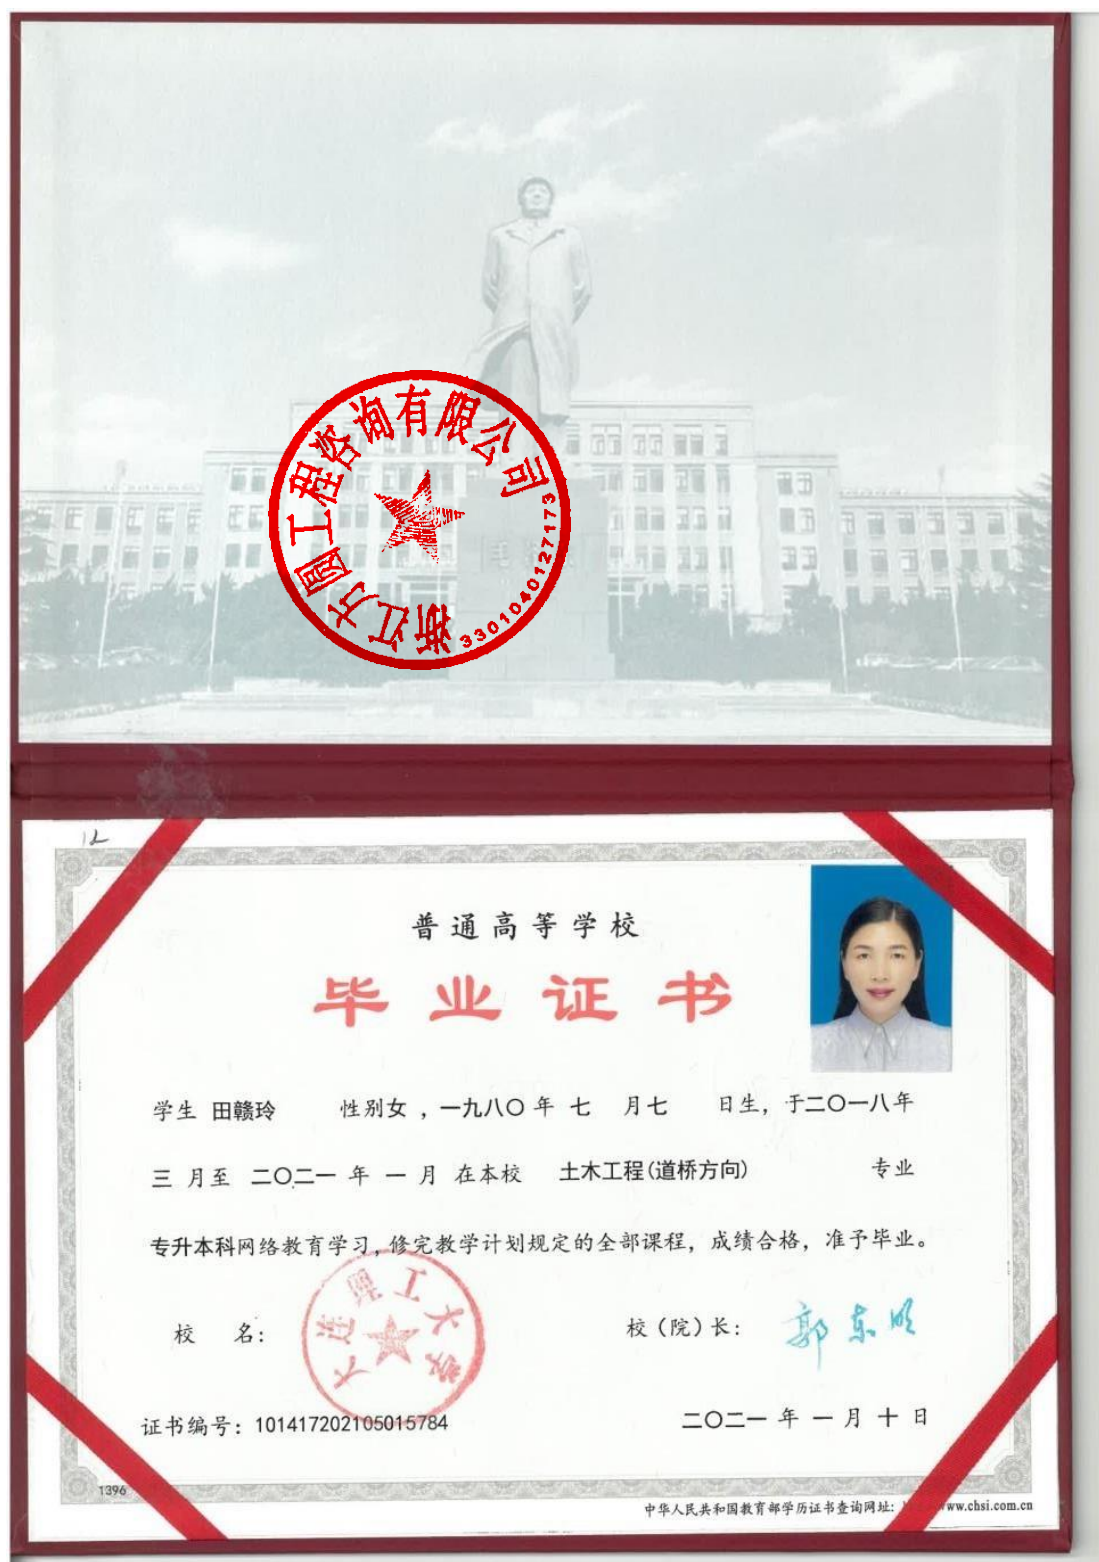 浙江方圆工程咨询有限公司
3301040127173
普通高等学校
毕业证书
学生 田赣玲 性别女，一九八〇年 七 月七 日生，于二〇一八年
三 月至 二〇二一 年 一 月 在本校 土木工程(道桥方向) 专业
专升本科网络教育学习，修完教学计划规定的全部课程，成绩合格，准予毕业。
校 名：
大连理工大学
校（院）长：
郭东明
证书编号：101417202105015784
二〇二一 年 一 月 十 日
1396
中华人民共和国教育部学历证书查询网址：www.chsi.com.cn